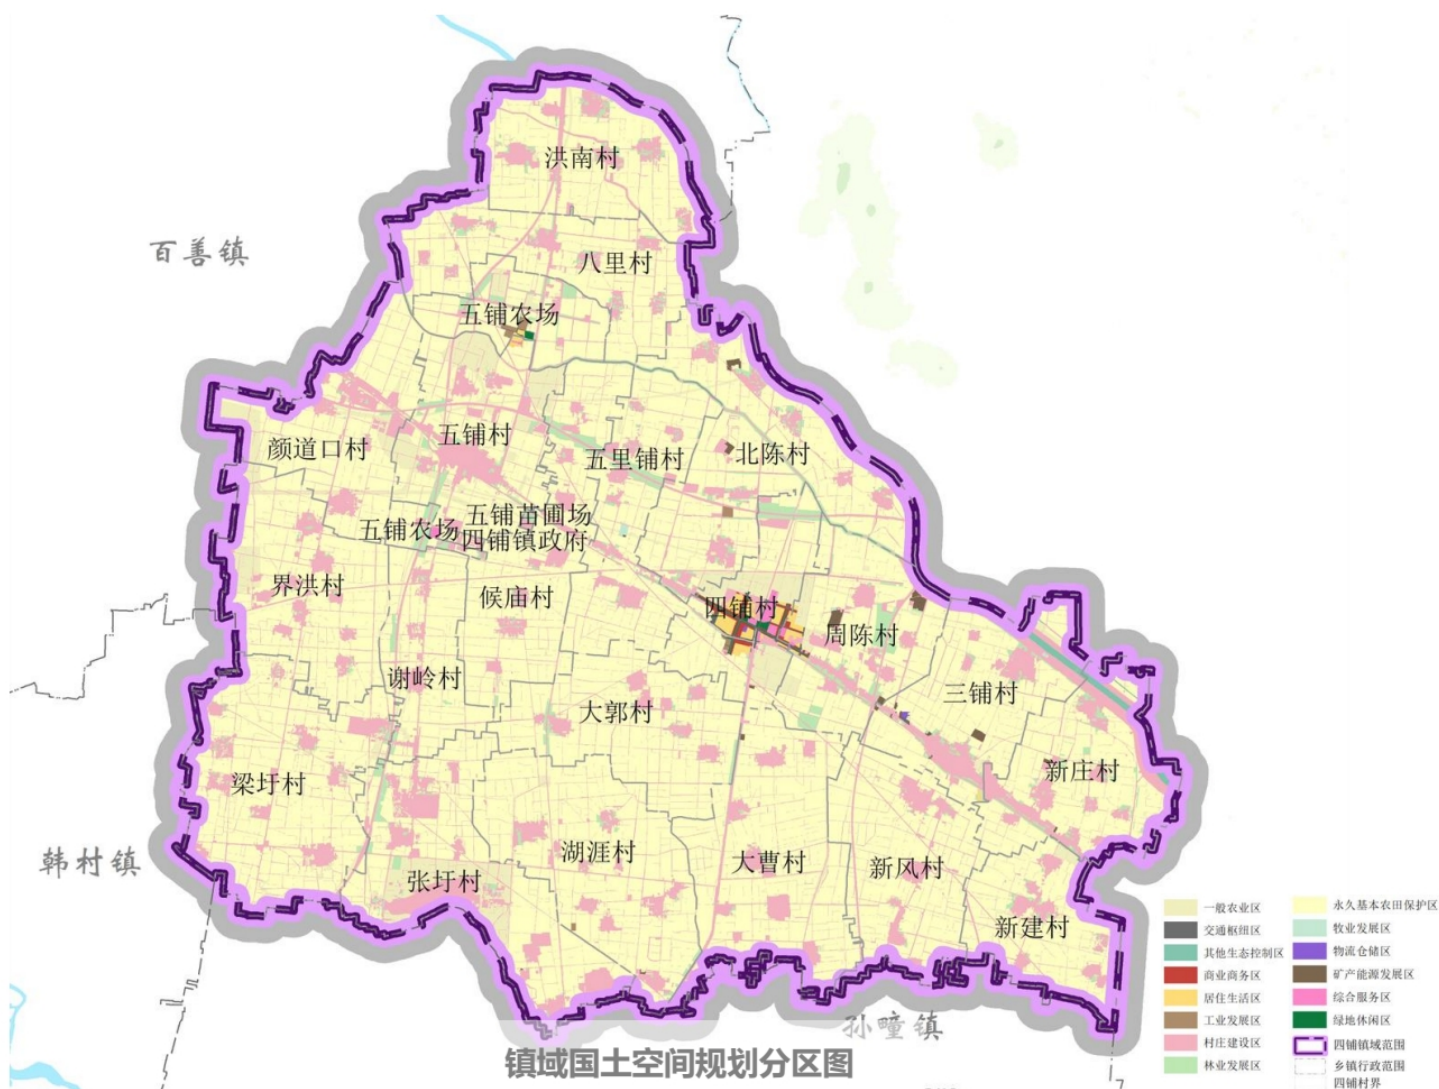 洪南村
百善镇
八里村
五铺农场
颜道口村
五铺村
五里铺村
北陈村
五铺农场
五铺苗圃场
四铺镇政府
界洪村
候庙村
四铺村
周陈村
谢岭村
三铺村
大郭村
梁圩村
新庄村
韩村镇
湖涯村
大曹村
新风村
张圩村
新建村
孙疃镇
镇域国土空间规划分区图
一般农业区
交通枢纽区
其他生态控制区
商业商务区
居住生活区
工业发展区
村庄建设区
林业发展区
永久基本农田保护区
牧业发展区
物流仓储区
矿产能源发展区
综合服务区
绿地休闲区
四铺镇域范围
乡镇行政范围
四铺村界